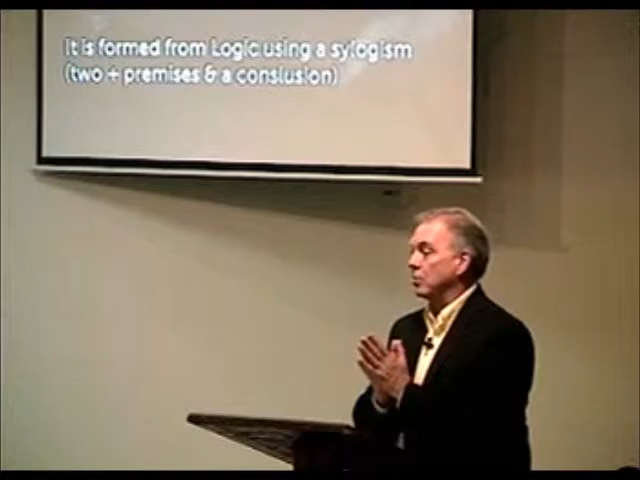 It is formed from Logic using a sylogism
(two + premises & a conslusion)